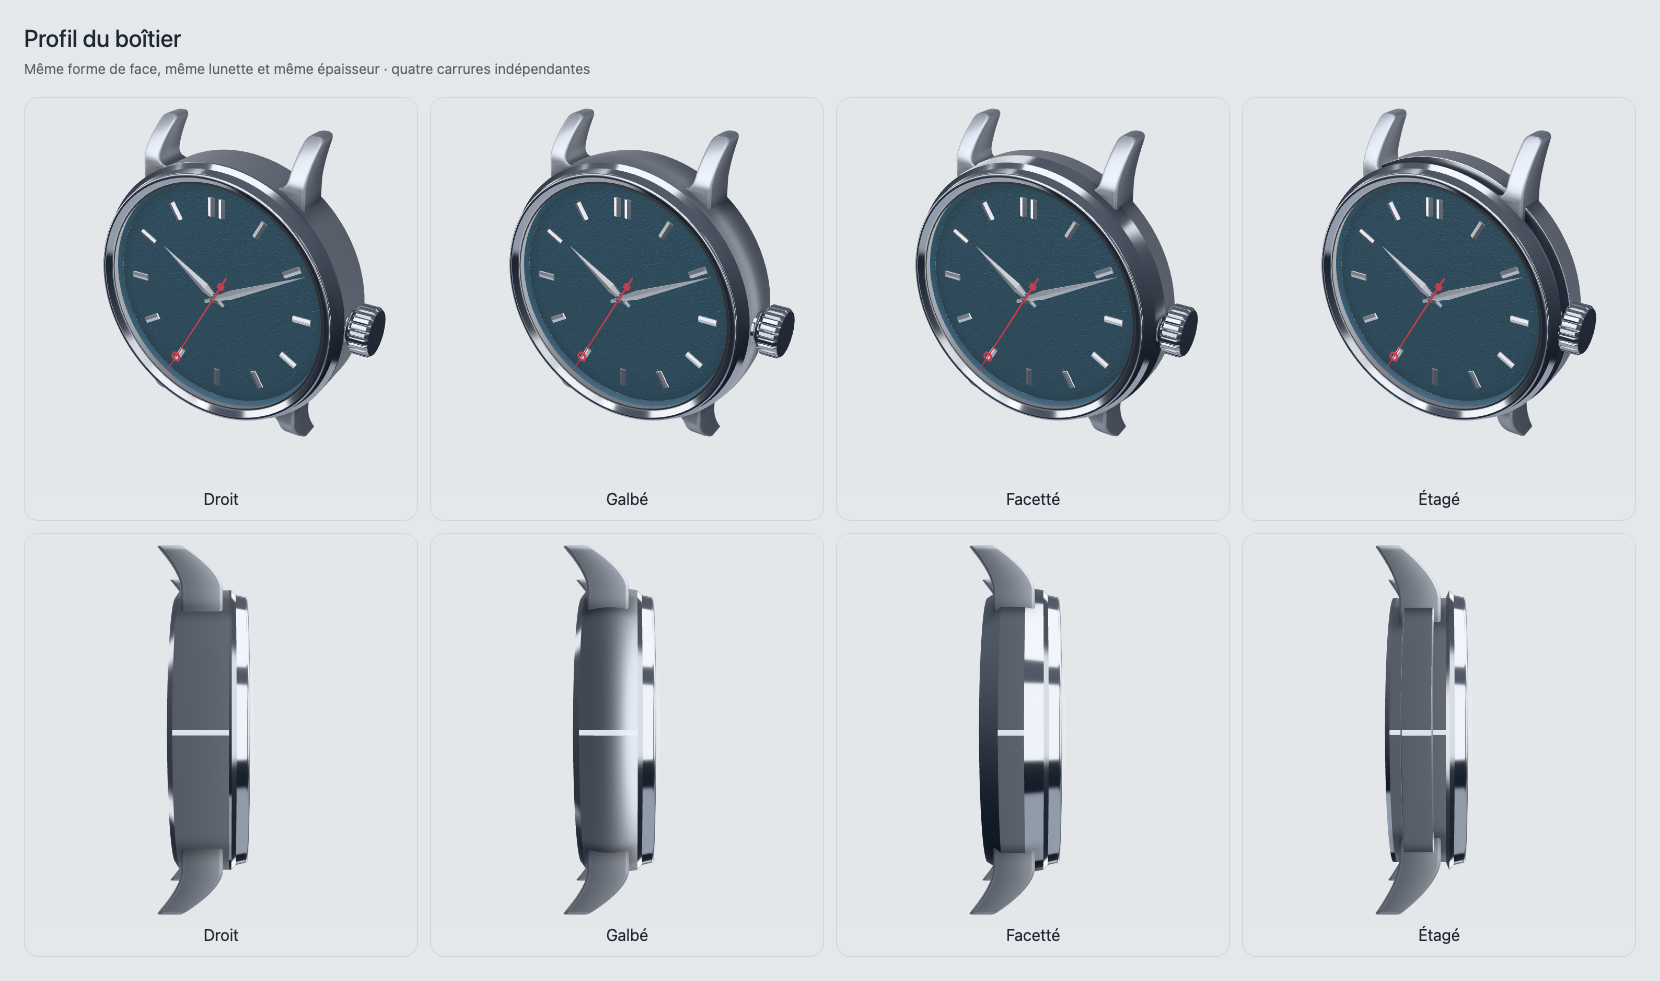 Profil du boîtier
Même forme de face, même lunette et même épaisseur · quatre carrures indépendantes
Droit
Galbé
Facetté
Étagé
Droit
Galbé
Facetté
Étagé